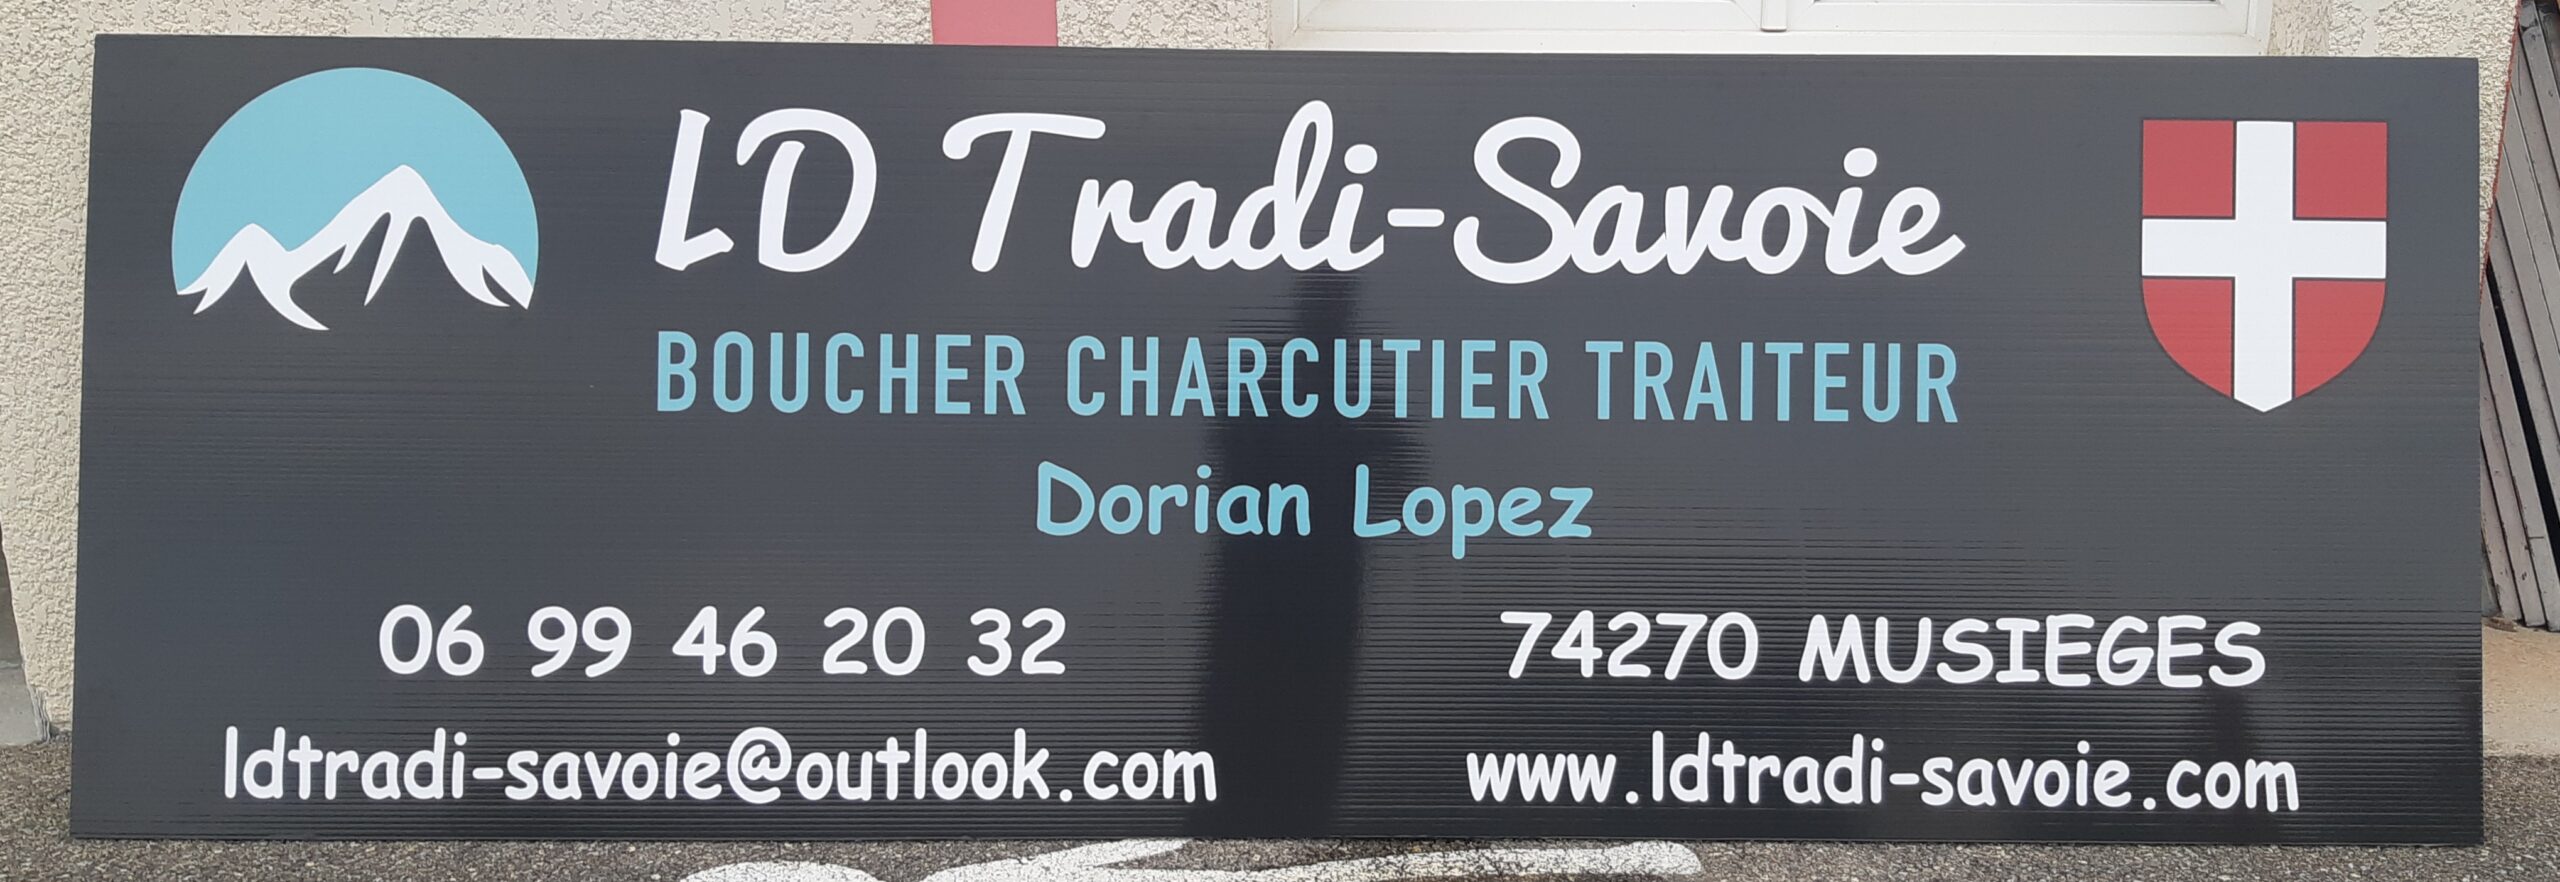 LD Tradi-Savoie
BOUCHER CHARCUTIER TRAITEUR
Dorian Lopez
06 99 46 20 32
74270 MUSIEGES
ldtradi-savoie@outlook.com
www.ldtradi-savoie.com